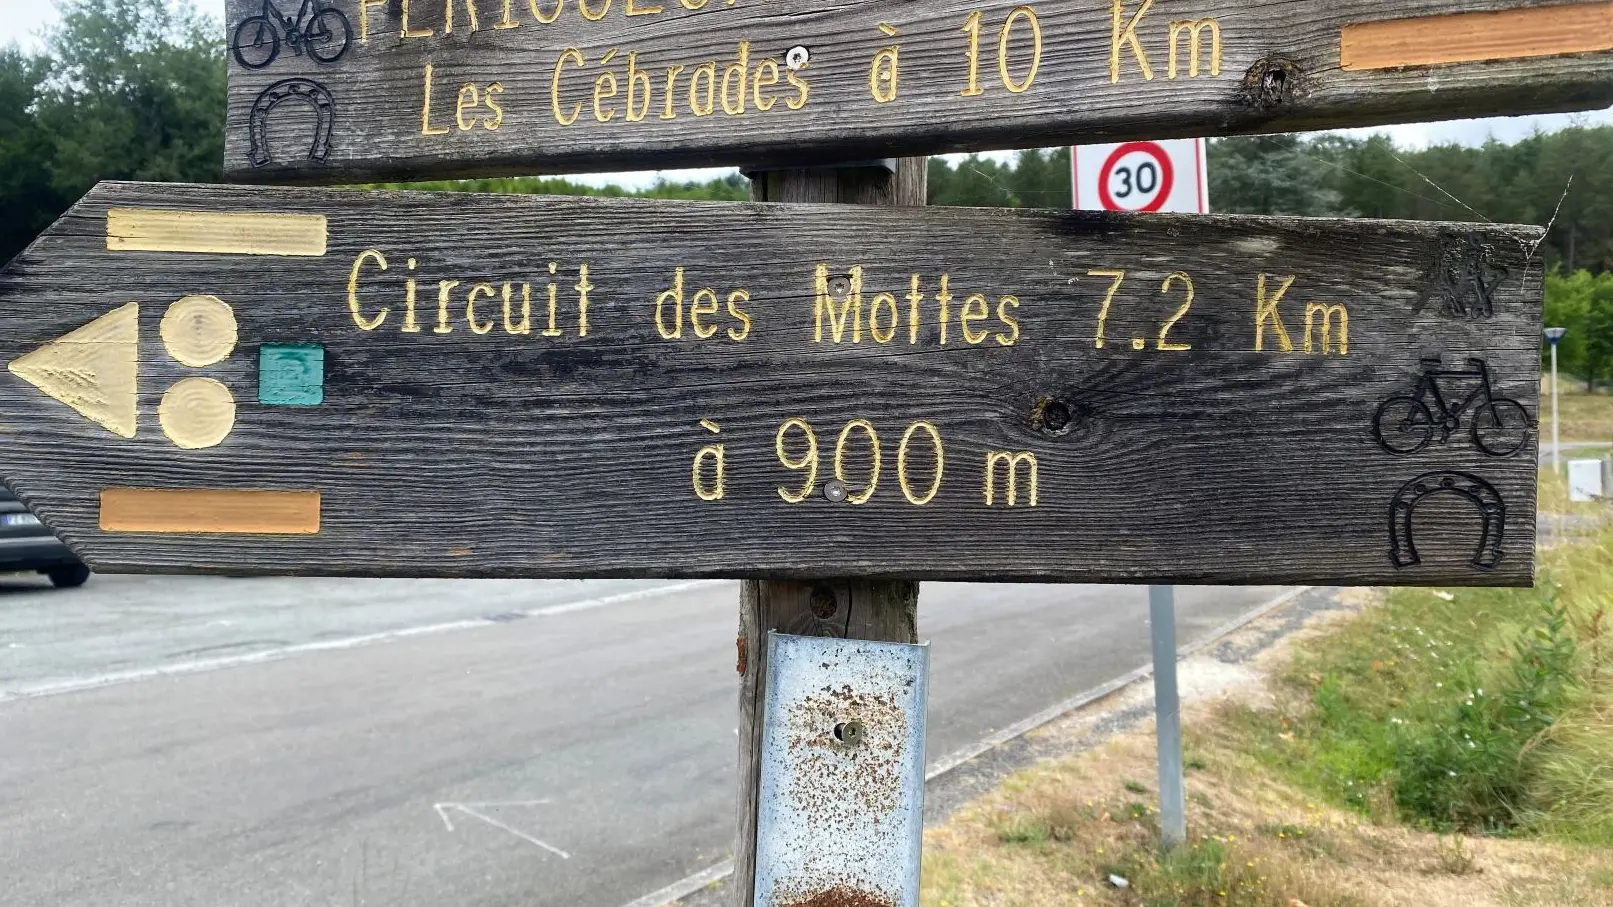 Les Cébrades à 10 Km
30
Circuit des Mottes 7.2 Km
à 900 m